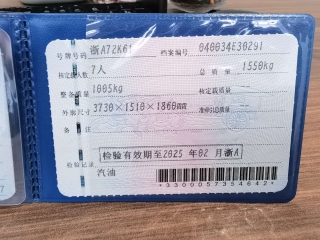 号牌号码 浙A72K61 档案编号 040034E30291
核定载人数 7人 总质量 1550kg
整备质量 1005kg 核定载质量
外廓尺寸 3730×1510×1860mm 准牵引总质量
备注
检验有效期至2025年02月浙A
检验记录
汽油
*3300057354642*